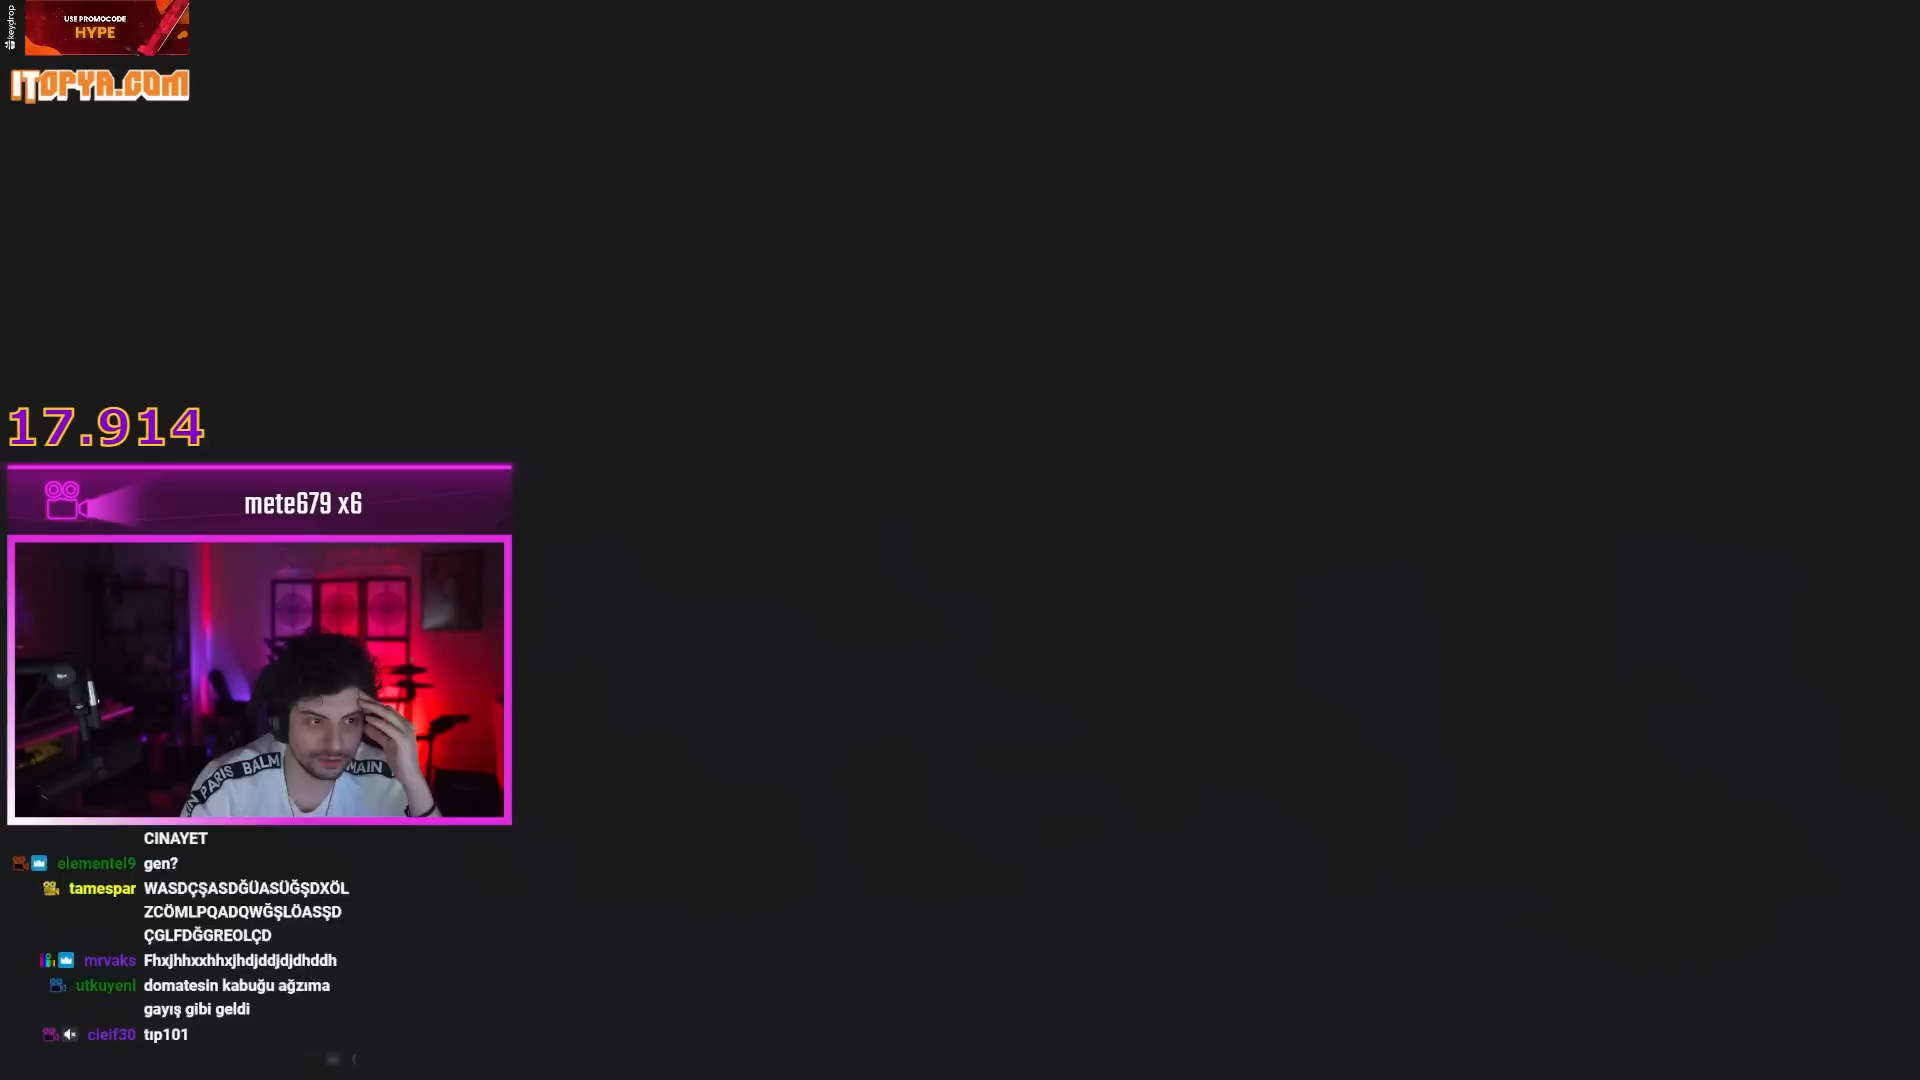 keydrop
USE PROMOCODE
HYPE
ITOPYA.COM
17.914
mete679 x6
PARIS BALM
MAIN
CINAYET
elementel9 gen?
tamespar WASDÇŞASDĞÜASÜĞŞDXÖL
ZCÖMLPQADQWĞŞLÖASŞD
ÇGLFDĞGREOLÇD
mrvaks Fhxjhhxxhhxjhdjddjdjdhddh
utkuyenl domatesin kabuğu ağzıma
gayış gibi geldi
cleif30 tıp101